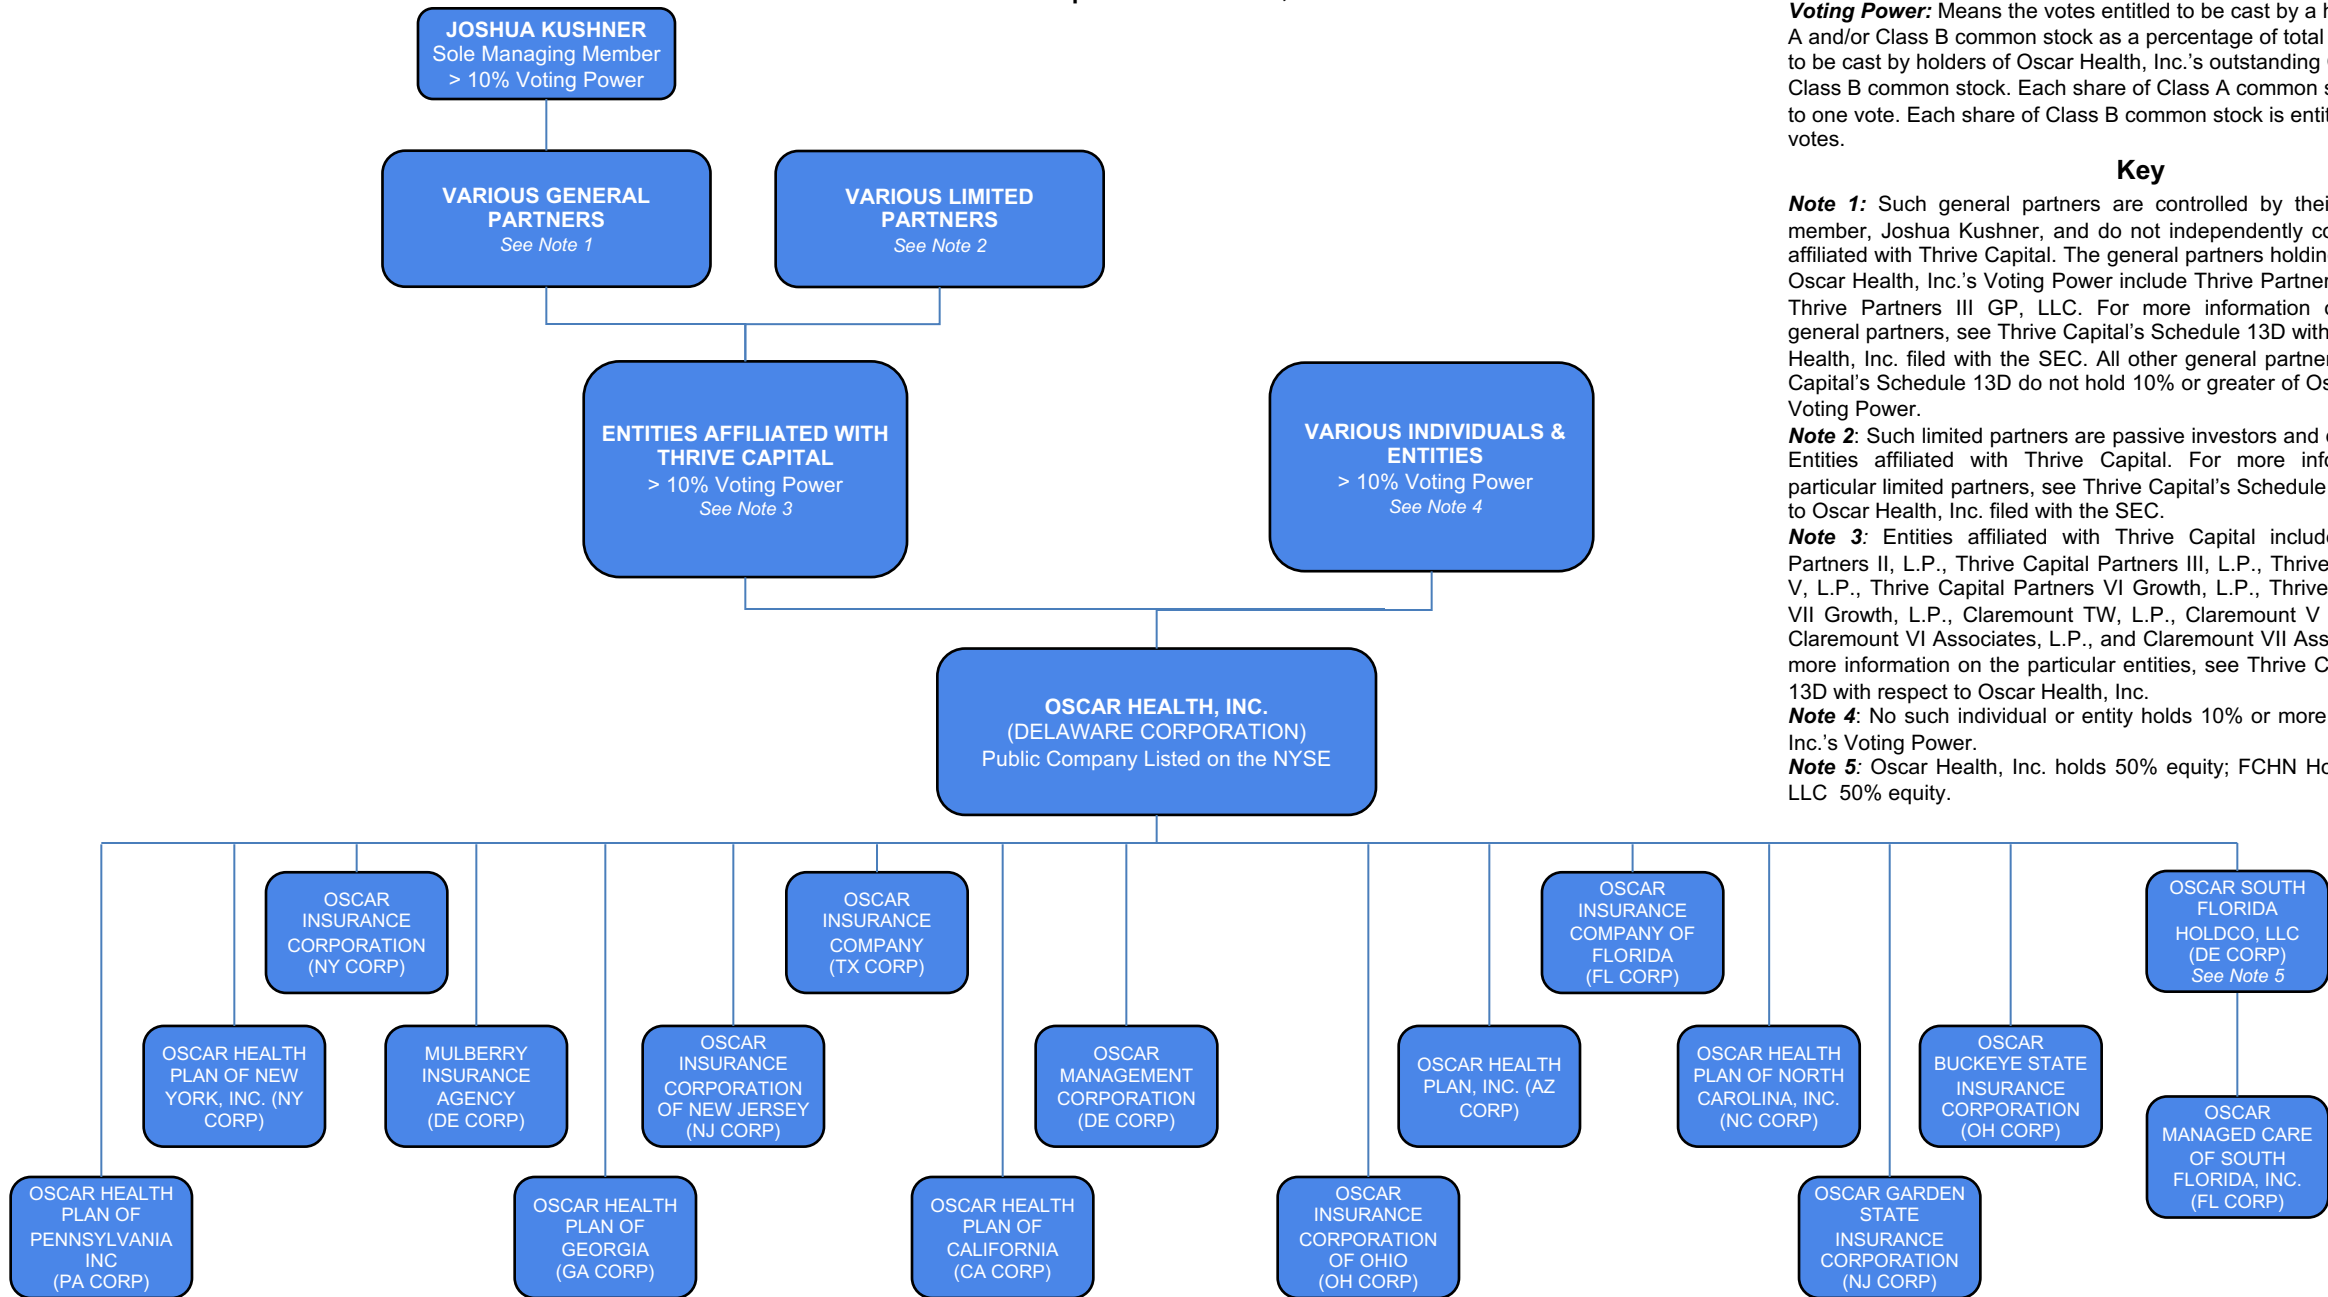 JOSHUA KUSHNER
Sole Managing Member
> 10% Voting Power
VARIOUS GENERAL
PARTNERS
See Note 1
VARIOUS LIMITED
PARTNERS
See Note 2
ENTITIES AFFILIATED WITH
THRIVE CAPITAL
> 10% Voting Power
See Note 3
VARIOUS INDIVIDUALS &
ENTITIES
> 10% Voting Power
See Note 4
OSCAR HEALTH, INC.
(DELAWARE CORPORATION)
Public Company Listed on the NYSE
Voting Power: Means the votes entitled to be cast by a
A and/or Class B common stock as a percentage of total
to be cast by holders of Oscar Health, Inc.’s outstanding
Class B common stock. Each share of Class A common
to one vote. Each share of Class B common stock is
votes.
Key
Note 1: Such general partners are controlled by
member, Joshua Kushner, and do not independently
affiliated with Thrive Capital. The general partners
Oscar Health, Inc.’s Voting Power include Thrive
Thrive Partners III GP, LLC. For more information
general partners, see Thrive Capital’s Schedule 13D with
Health, Inc. filed with the SEC. All other general
Capital’s Schedule 13D do not hold 10% or greater of
Voting Power.
Note 2: Such limited partners are passive investors and
Entities affiliated with Thrive Capital. For more
particular limited partners, see Thrive Capital’s Schedule
to Oscar Health, Inc. filed with the SEC.
Note 3: Entities affiliated with Thrive Capital
Partners II, L.P., Thrive Capital Partners III, L.P., Thrive
V, L.P., Thrive Capital Partners VI Growth, L.P., Thrive
VII Growth, L.P., Claremount TW, L.P., Claremount V
Claremount VI Associates, L.P., and Claremount VII
more information on the particular entities, see Thrive
13D with respect to Oscar Health, Inc.
Note 4: No such individual or entity holds 10% or more
Inc.’s Voting Power.
Note 5: Oscar Health, Inc. holds 50% equity; FCHN
LLC 50% equity.
OSCAR
INSURANCE
CORPORATION
(NY CORP)
OSCAR
INSURANCE
COMPANY
(TX CORP)
OSCAR
INSURANCE
COMPANY OF
FLORIDA
(FL CORP)
OSCAR SOUTH
FLORIDA
HOLDCO, LLC
(DE CORP)
See Note 5
OSCAR HEALTH
PLAN OF NEW
YORK, INC. (NY
CORP)
MULBERRY
INSURANCE
AGENCY
(DE CORP)
OSCAR
INSURANCE
CORPORATION
OF NEW JERSEY
(NJ CORP)
OSCAR
MANAGEMENT
CORPORATION
(DE CORP)
OSCAR HEALTH
PLAN, INC. (AZ
CORP)
OSCAR HEALTH
PLAN OF NORTH
CAROLINA, INC.
(NC CORP)
OSCAR
BUCKEYE STATE
INSURANCE
CORPORATION
(OH CORP)
OSCAR
MANAGED CARE
OF SOUTH
FLORIDA, INC.
(FL CORP)
OSCAR HEALTH
PLAN OF
PENNSYLVANIA
INC
(PA CORP)
OSCAR HEALTH
PLAN OF
GEORGIA
(GA CORP)
OSCAR HEALTH
PLAN OF
CALIFORNIA
(CA CORP)
OSCAR
INSURANCE
CORPORATION
OF OHIO
(OH CORP)
OSCAR GARDEN
STATE
INSURANCE
CORPORATION
(NJ CORP)